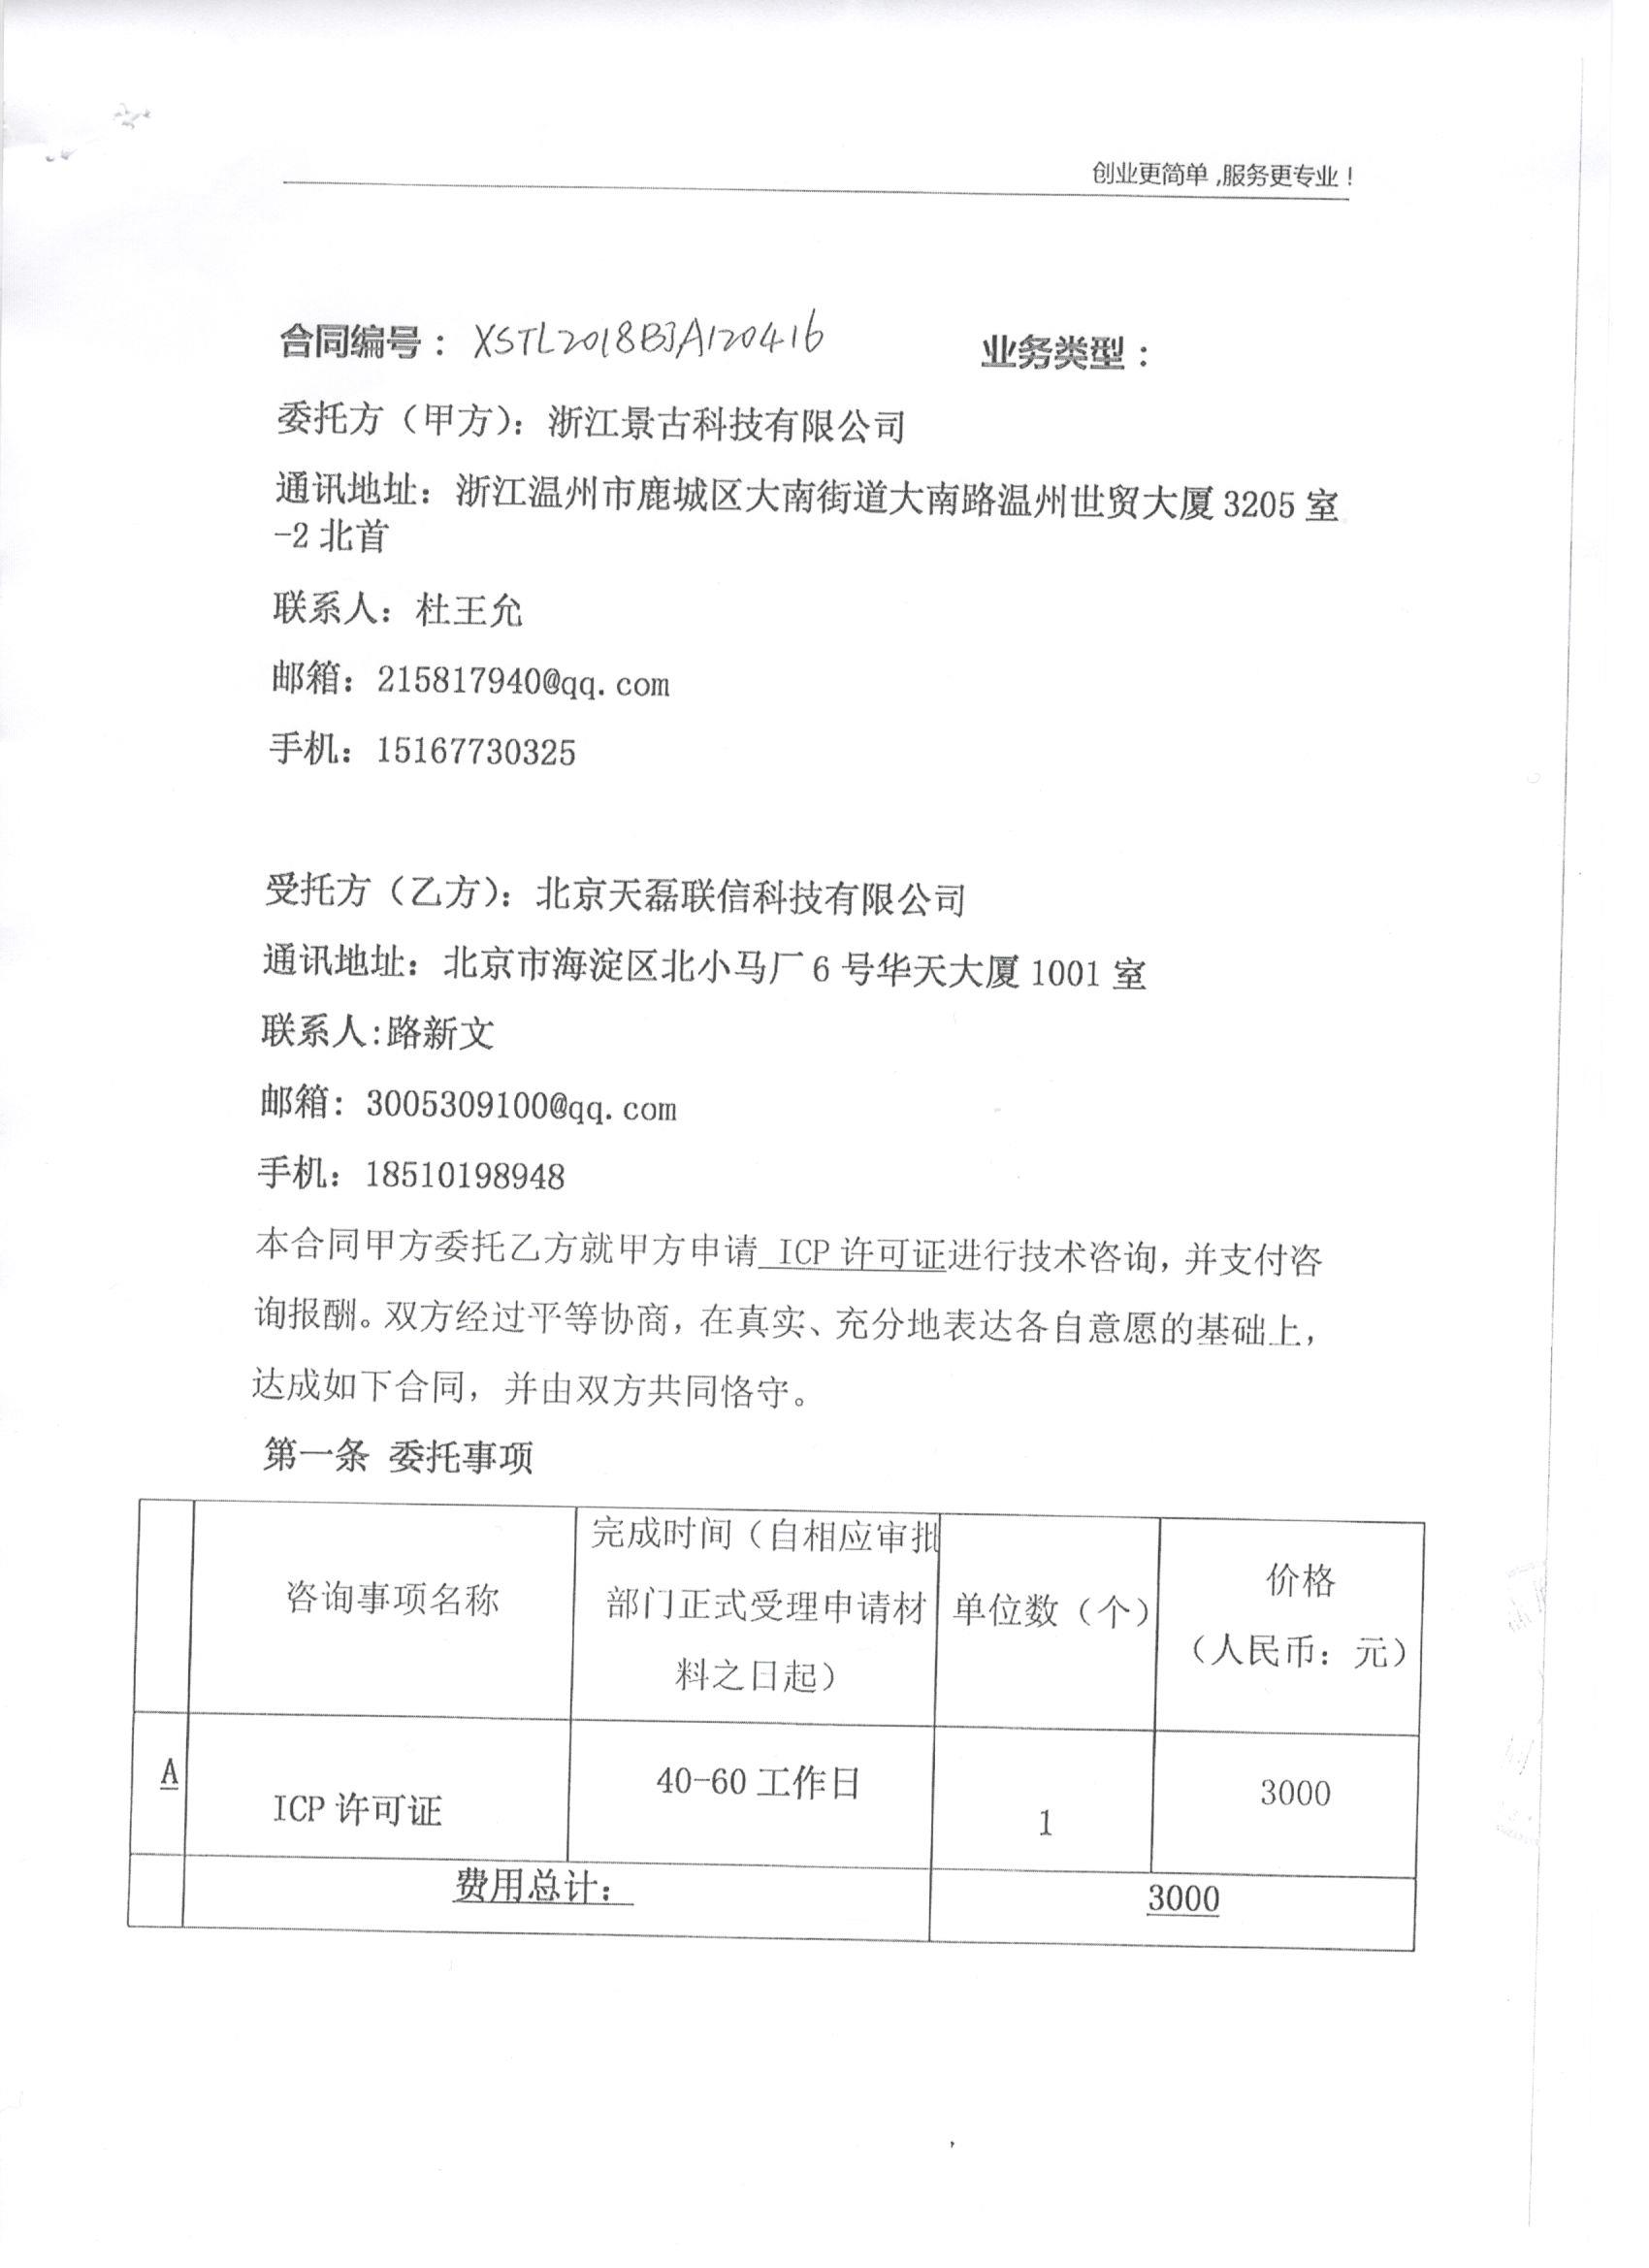 创业更简单,服务更专业！
合同编号： XSTL2018BJA120416 业务类型：
委托方（甲方）：浙江景古科技有限公司
通讯地址：浙江温州市鹿城区大南街道大南路温州世贸大厦 3205 室
-2 北首
联系人：杜王允
邮箱：215817940@qq.com
手机：15167730325
受托方（乙方）：北京天磊联信科技有限公司
通讯地址：北京市海淀区北小马厂 6 号华天大厦 1001 室
联系人:路新文
邮箱：3005309100@qq.com
手机：18510198948
本合同甲方委托乙方就甲方申请 ICP 许可证进行技术咨询，并支付咨
询报酬。双方经过平等协商，在真实、充分地表达各自意愿的基础上，
达成如下合同，并由双方共同恪守。
第一条 委托事项
咨询事项名称
完成时间（自相应审批
部门正式受理申请材
料之日起）
单位数（个）
价格
（人民币：元）
A
ICP 许可证
40-60 工作日
1
3000
费用总计：
3000